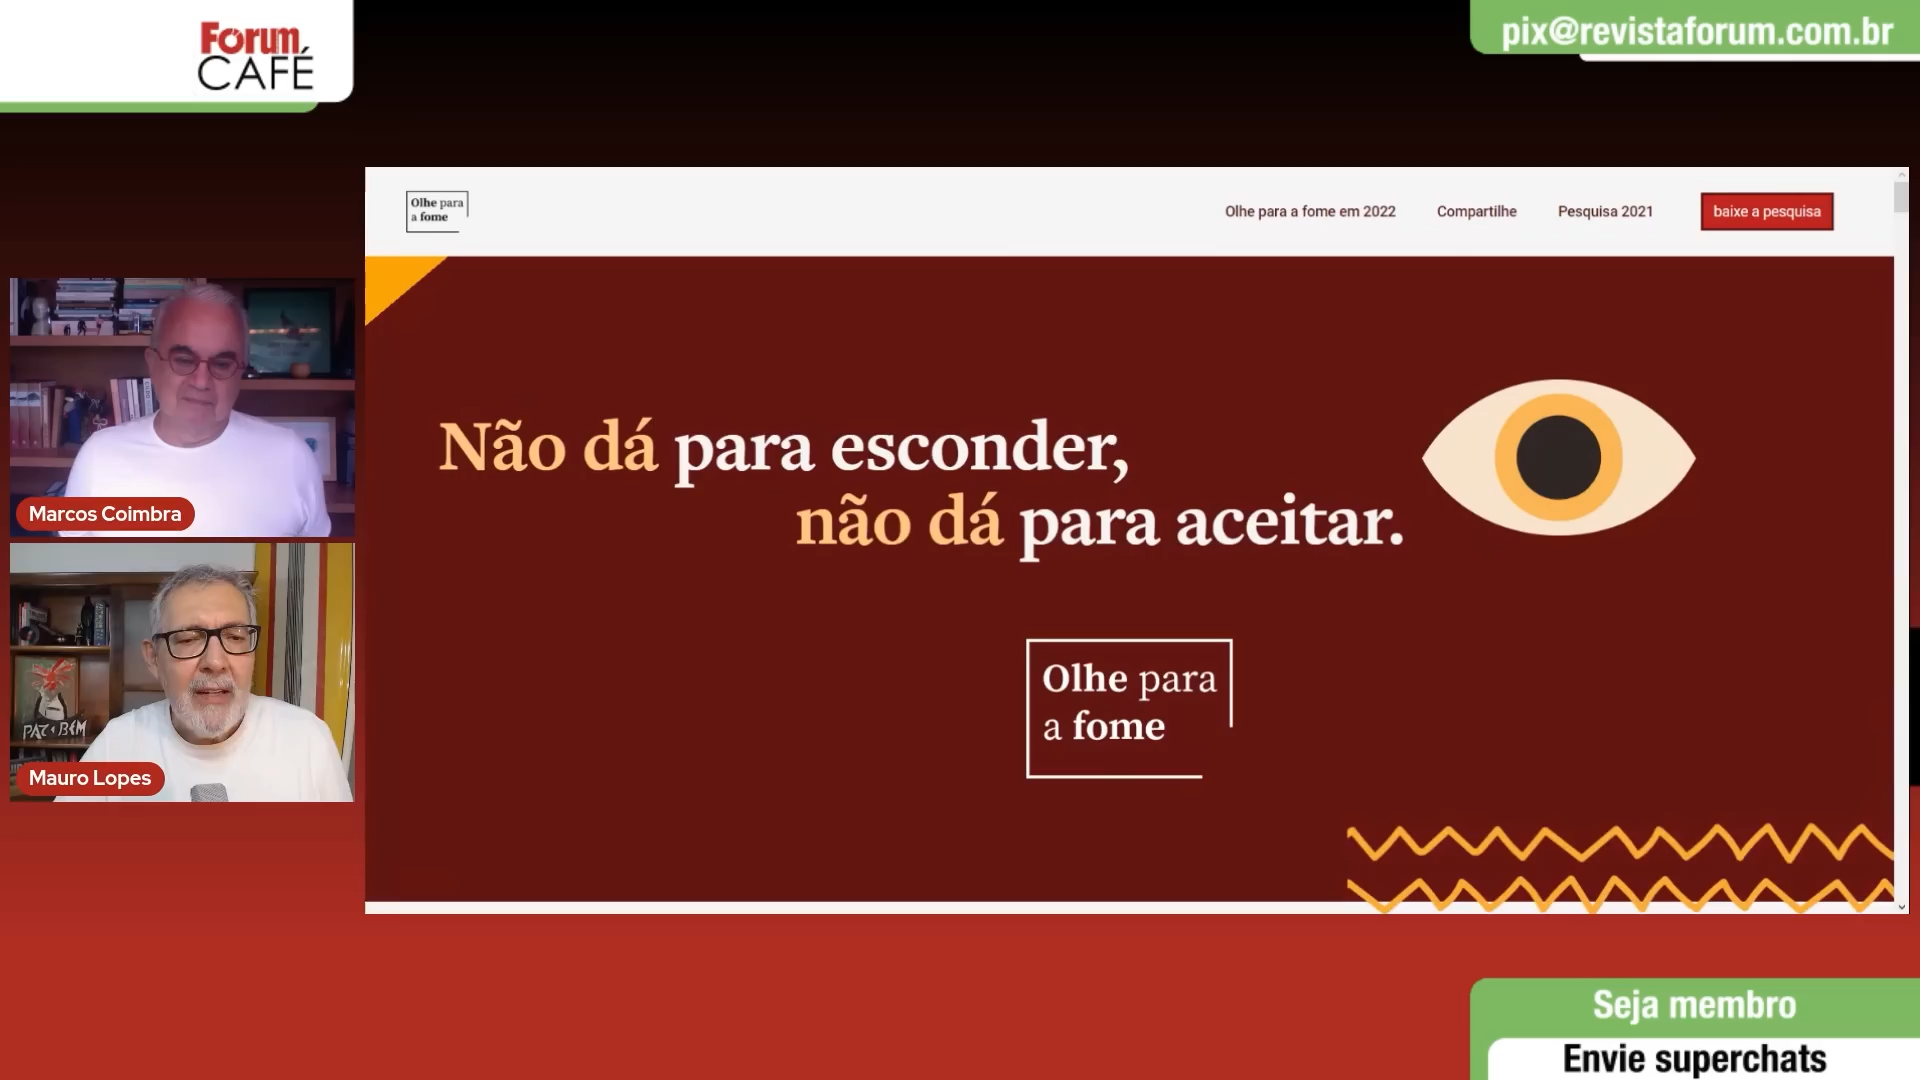 Forum
CAFÉ
pix@revistaforum.com.br
Olhe para
a fome
Olhe para a fome em 2022
Compartilhe
Pesquisa 2021
baixe a pesquisa
Não dá para esconder,
não dá para aceitar.
Olhe para
a fome
Marcos Coimbra
PAZ E BEM
Mauro Lopes
Seja membro
Envie superchats